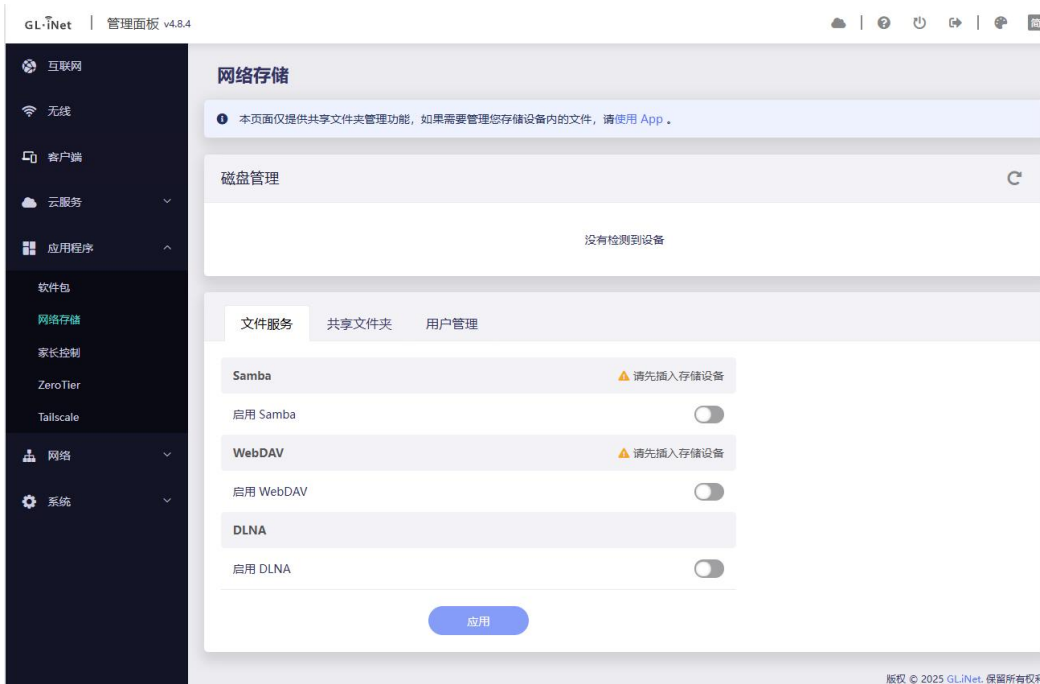 GL·iNet | 管理面板 v4.8.4
简
互联网
无线
客户端
云服务
应用程序
软件包
网络存储
家长控制
ZeroTier
Tailscale
网络
系统
网络存储
本页面仅提供共享文件夹管理功能，如果需要管理您存储设备内的文件，请使用 App 。
磁盘管理
没有检测到设备
文件服务 共享文件夹 用户管理
Samba 请先插入存储设备
启用 Samba
WebDAV 请先插入存储设备
启用 WebDAV
DLNA
启用 DLNA
应用
版权 © 2025 GL.iNet. 保留所有权利